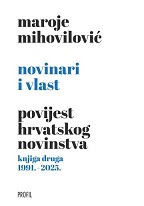 maroje
mihovilović
novinari
i vlast
povijest
hrvatskog
novinstva
knjiga druga
1991. - 2025.
PROFIL